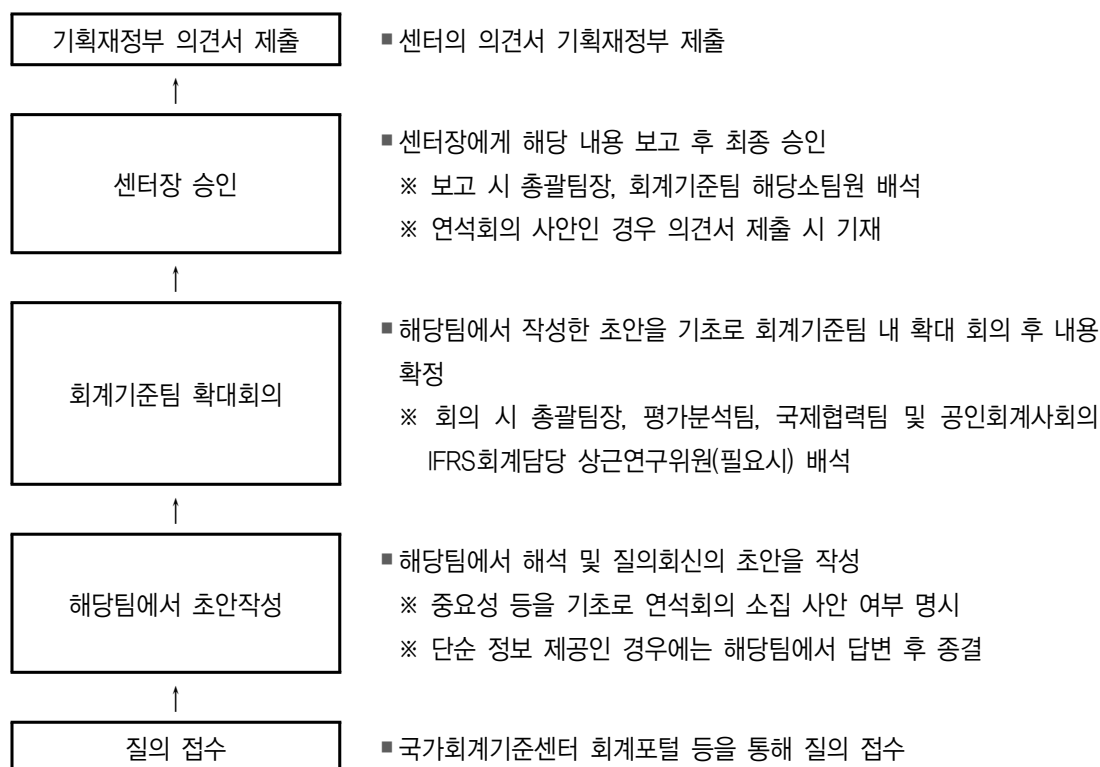 기획재정부 의견서 제출
■ 센터의 의견서 기획재정부 제출
↑
센터장 승인
■ 센터장에게 해당 내용 보고 후 최종 승인
※ 보고 시 총괄팀장, 회계기준팀 해당소팀원 배석
※ 연석회의 사안인 경우 의견서 제출 시 기재
↑
회계기준팀 확대회의
■ 해당팀에서 작성한 초안을 기초로 회계기준팀 내 확대 회의 후 내용
확정
※ 회의 시 총괄팀장, 평가분석팀, 국제협력팀 및 공인회계사회의
IFRS회계담당 상근연구위원(필요시) 배석
↑
해당팀에서 초안작성
■ 해당팀에서 해석 및 질의회신의 초안을 작성
※ 중요성 등을 기초로 연석회의 소집 사안 여부 명시
※ 단순 정보 제공인 경우에는 해당팀에서 답변 후 종결
↑
질의 접수
■ 국가회계기준센터 회계포털 등을 통해 질의 접수